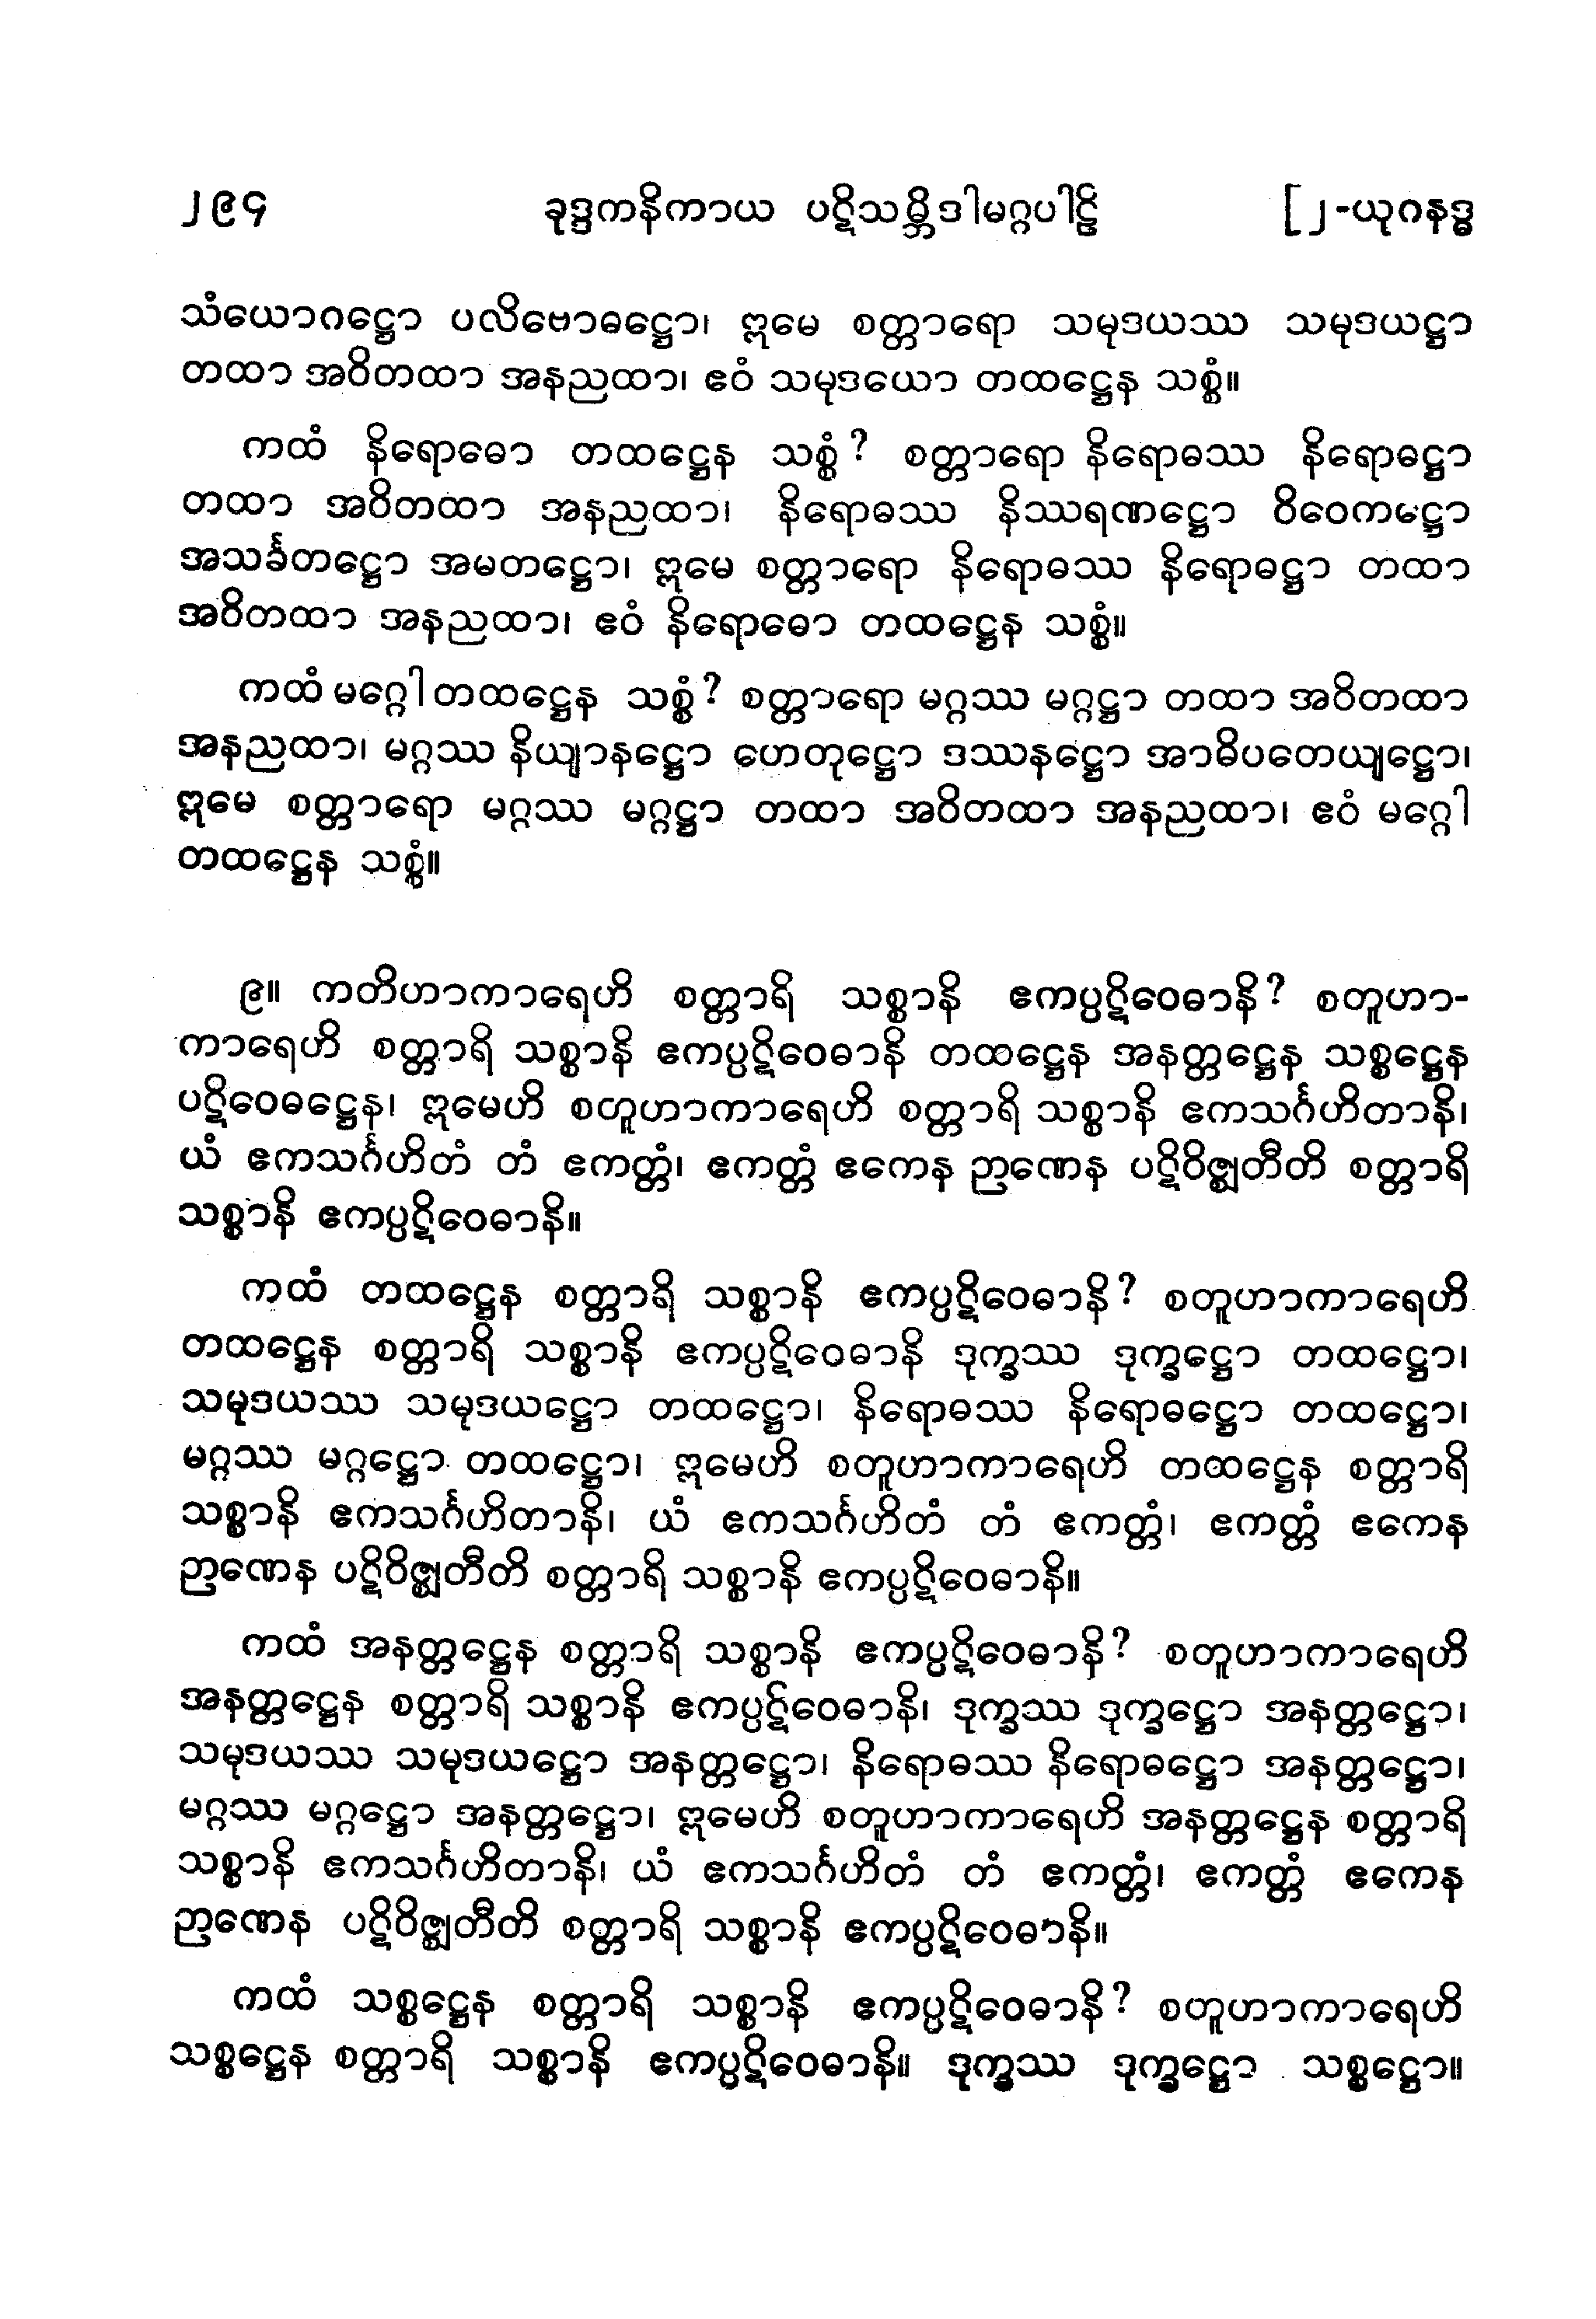 ၂၉၄ ခုဒ္ဒကနိကာယ ပဋိသမ္ဘိဒါမဂ္ဂပါဠိ [၂-ယုဂနဒ္ဓ
သံယောဂဋ္ဌော ပလိဗောဓဋ္ဌော၊ ဣမေ စတ္တာရော သမုဒယဿ သမုဒယဋ္ဌာ
တထာ အဝိတထာ အနညထာ၊ ဧဝံ သမုဒယော တထဋ္ဌေန သစ္စံ။
ကထံ နိရောဓော တထဋ္ဌေန သစ္စံ? စတ္တာရော နိရောဓဿ နိရောဓဋ္ဌာ
တထာ အဝိတထာ အနညထာ၊ နိရောဓဿ နိဿရဏဋ္ဌော ဝိဝေကဋ္ဌော
အသင်္ခတဋ္ဌော အမတဋ္ဌော၊ ဣမေ စတ္တာရော နိရောဓဿ နိရောဓဋ္ဌာ တထာ
အဝိတထာ အနညထာ၊ ဧဝံ နိရောဓော တထဋ္ဌေန သစ္စံ။
ကထံ မဂ္ဂေါ တထဋ္ဌေန သစ္စံ? စတ္တာရော မဂ္ဂဿ မဂ္ဂဋ္ဌာ တထာ အဝိတထာ
အနညထာ၊ မဂ္ဂဿ နိယျာနဋ္ဌော ဟေတုဋ္ဌော ဒဿနဋ္ဌော အာဓိပတေယျဋ္ဌော၊
ဣမေ စတ္တာရော မဂ္ဂဿ မဂ္ဂဋ္ဌာ တထာ အဝိတထာ အနညထာ၊ ဧဝံ မဂ္ဂေါ
တထဋ္ဌေန သစ္စံ။
၉။ ကတိဟာကာရေဟိ စတ္တာရိ သစ္စာနိ ဧကပ္ပဋိဝေဓာနိ? စတူဟာ-
ကာရေဟိ စတ္တာရိ သစ္စာနိ ဧကပ္ပဋိဝေဓာနိ တထဋ္ဌေန အနတ္တဋ္ဌေန သစ္စဋ္ဌေန
ပဋိဝေဓဋ္ဌေန၊ ဣမေဟိ စတူဟာကာရေဟိ စတ္တာရိ သစ္စာနိ ဧကသင်္ဂဟိတာနိ၊
ယံ ဧကသင်္ဂဟိတံ တံ ဧကတ္တံ၊ ဧကတ္တံ ဧကေန ဉာဏေန ပဋိဝိဇ္ဈတီတိ စတ္တာရိ
သစ္စာနိ ဧကပ္ပဋိဝေဓာနိ။
ကထံ တထဋ္ဌေန စတ္တာရိ သစ္စာနိ ဧကပ္ပဋိဝေဓာနိ? စတူဟာကာရေဟိ
တထဋ္ဌေန စတ္တာရိ သစ္စာနိ ဧကပ္ပဋိဝေဓာနိ ဒုက္ခဿ ဒုက္ခဋ္ဌော တထဋ္ဌော၊
သမုဒယဿ သမုဒယဋ္ဌော တထဋ္ဌော၊ နိရောဓဿ နိရောဓဋ္ဌော တထဋ္ဌော၊
မဂ္ဂဿ မဂ္ဂဋ္ဌော တထဋ္ဌော၊ ဣမေဟိ စတူဟာကာရေဟိ တထဋ္ဌေန စတ္တာရိ
သစ္စာနိ ဧကသင်္ဂဟိတာနိ၊ ယံ ဧကသင်္ဂဟိတံ တံ ဧကတ္တံ၊ ဧကတ္တံ ဧကေန
ဉာဏေန ပဋိဝိဇ္ဈတီတိ စတ္တာရိ သစ္စာနိ ဧကပ္ပဋိဝေဓာနိ။
ကထံ အနတ္တဋ္ဌေန စတ္တာရိ သစ္စာနိ ဧကပ္ပဋိဝေဓာနိ? စတူဟာကာရေဟိ
အနတ္တဋ္ဌေန စတ္တာရိ သစ္စာနိ ဧကပ္ပဋိဝေဓာနိ၊ ဒုက္ခဿ ဒုက္ခဋ္ဌော အနတ္တဋ္ဌော၊
သမုဒယဿ သမုဒယဋ္ဌော အနတ္တဋ္ဌော၊ နိရောဓဿ နိရောဓဋ္ဌော အနတ္တဋ္ဌော၊
မဂ္ဂဿ မဂ္ဂဋ္ဌော အနတ္တဋ္ဌော၊ ဣမေဟိ စတူဟာကာရေဟိ အနတ္တဋ္ဌေန စတ္တာရိ
သစ္စာနိ ဧကသင်္ဂဟိတာနိ၊ ယံ ဧကသင်္ဂဟိတံ တံ ဧကတ္တံ၊ ဧကတ္တံ ဧကေန
ဉာဏေန ပဋိဝိဇ္ဈတီတိ စတ္တာရိ သစ္စာနိ ဧကပ္ပဋိဝေဓာနိ။
ကထံ သစ္စဋ္ဌေန စတ္တာရိ သစ္စာနိ ဧကပ္ပဋိဝေဓာနိ? စတူဟာကာရေဟိ
သစ္စဋ္ဌေန စတ္တာရိ သစ္စာနိ ဧကပ္ပဋိဝေဓာနိ။ ဒုက္ခဿ ဒုက္ခဋ္ဌော သစ္စဋ္ဌော။